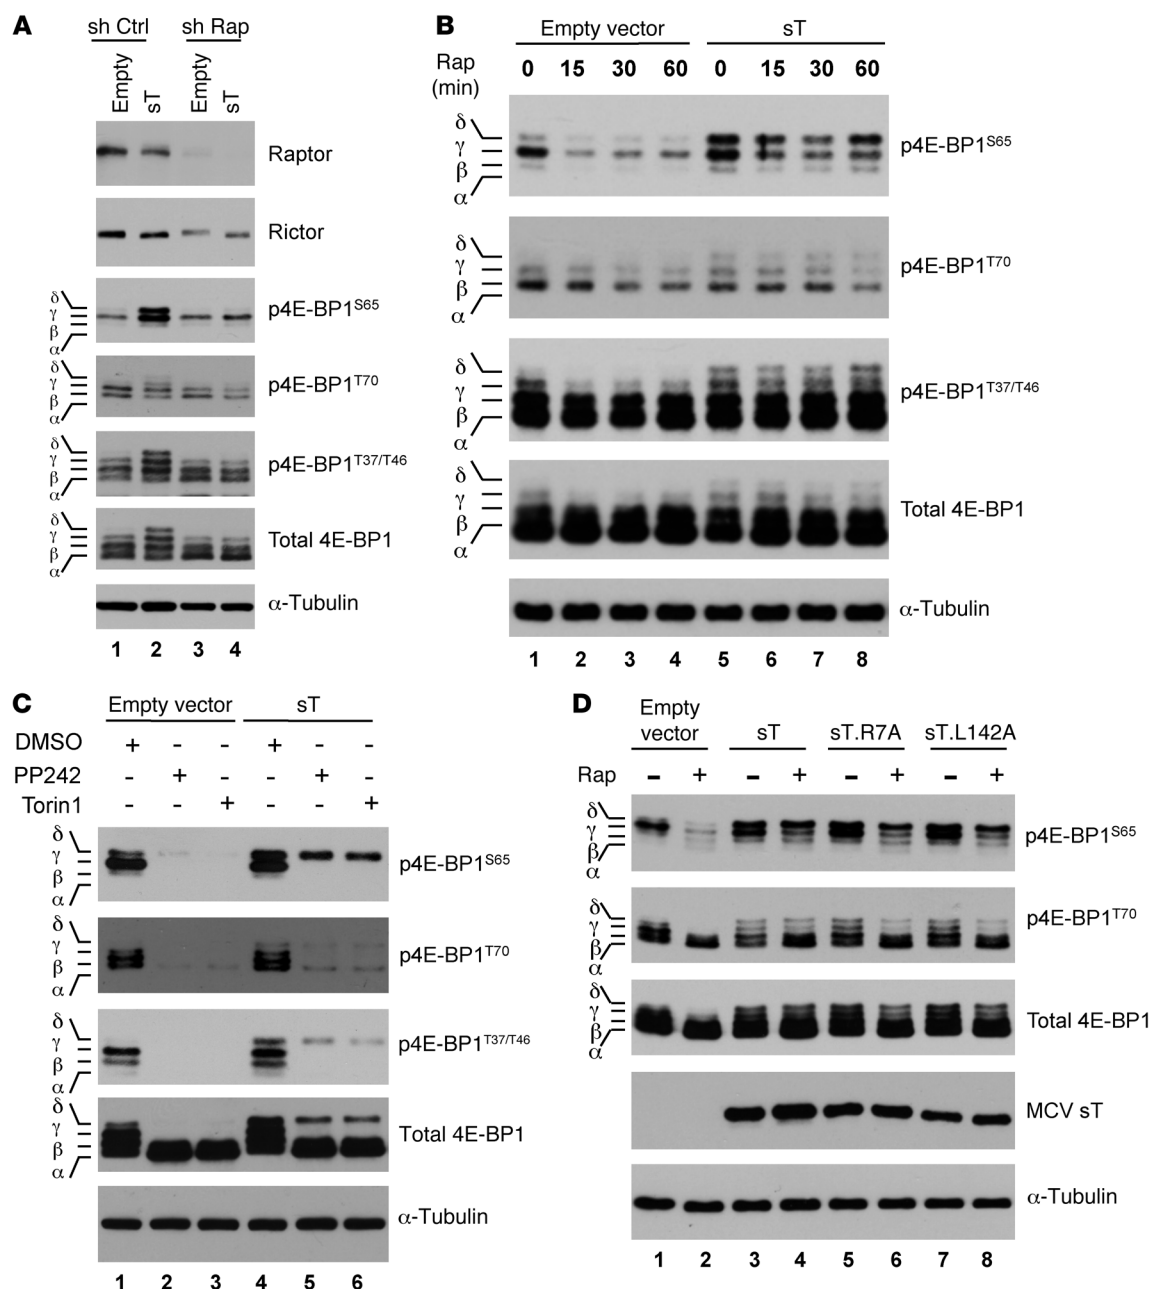 A
sh Ctrl sh Rap
Empty sT Empty sT
Raptor
Rictor
δ γ β α p4E-BP1S65
δ γ β α p4E-BP1T70
δ γ β α p4E-BP1T37/T46
δ γ β α Total 4E-BP1
α-Tubulin
1 2 3 4
B
Empty vector sT
Rap (min) 0 15 30 60 0 15 30 60
δ γ β α p4E-BP1S65
δ γ β α p4E-BP1T70
δ γ β α p4E-BP1T37/T46
δ γ β α Total 4E-BP1
α-Tubulin
1 2 3 4 5 6 7 8
C
Empty vector sT
DMSO + - - + - -
PP242 - + - - + -
Torin1 - - + - - +
δ γ β α p4E-BP1S65
δ γ β α p4E-BP1T70
δ γ β α p4E-BP1T37/T46
δ γ β α Total 4E-BP1
α-Tubulin
1 2 3 4 5 6
D
Empty vector sT sT.R7A sT.L142A
Rap - + - + - + - +
δ γ β α p4E-BP1S65
δ γ β α p4E-BP1T70
δ γ β α Total 4E-BP1
MCV sT
α-Tubulin
1 2 3 4 5 6 7 8